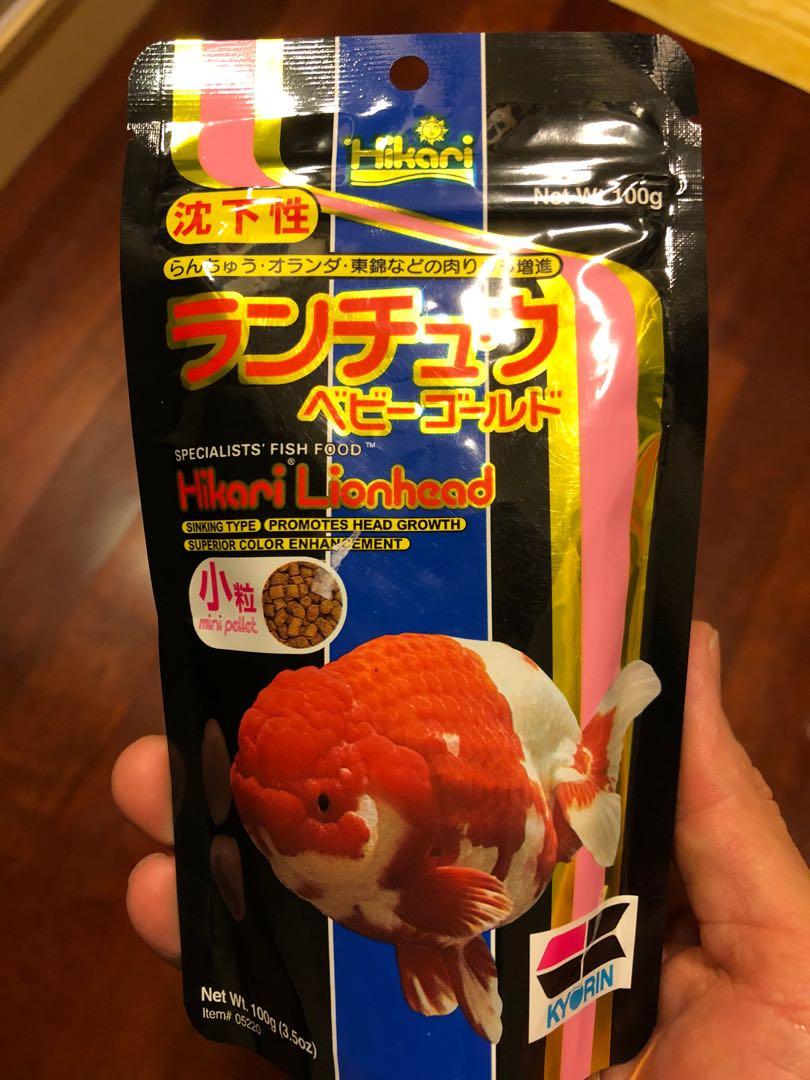 Hikari
Net Wt. 100g
沈下性
らんちゅう・オランダ・東錦などの肉り 増進
ランチュウ
ベビーゴールド
SPECIALISTS' FISH FOOD™
Hikari® Lionhead
SINKING TYPE PROMOTES HEAD GROWTH
SUPERIOR COLOR ENHANCEMENT
小粒
mini pellet
KYORIN
Net Wt. 100g (3.5oz)
Item# 05220